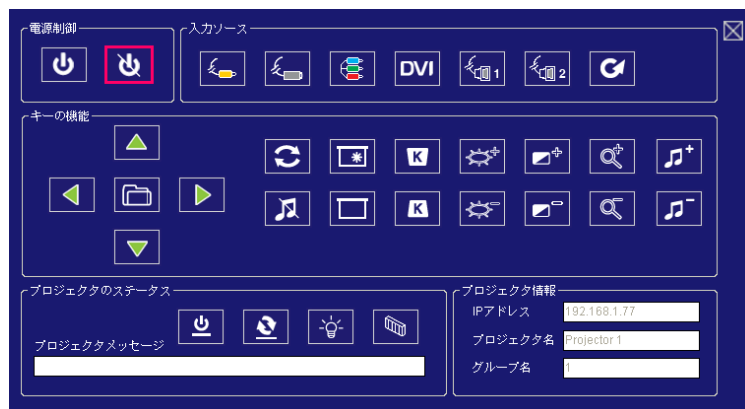 電源制御
入力ソース
DVI
1
2
キーの機能
K
K
プロジェクタのステータス
プロジェクタメッセージ
プロジェクタ情報
IPアドレス 192.168.1.77
プロジェクタ名 Projector 1
グループ名 1